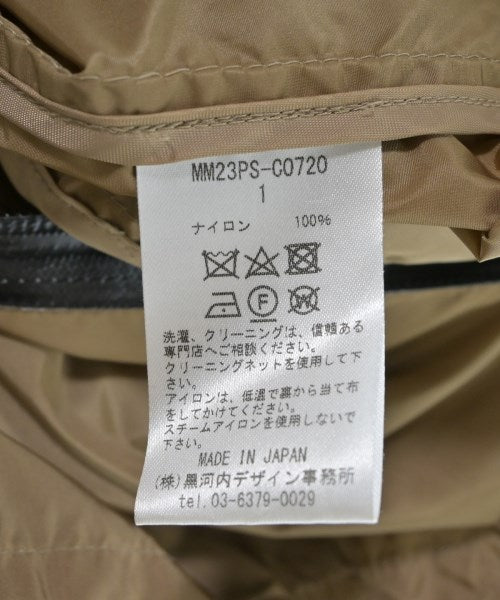 MM23PS-CO720
1
ナイロン 100%
F W
洗濯、クリーニングは、信頼ある
専門店へご相談ください。
クリーニングネットを使用して下
さい。
アイロンは、低温で裏から当て布
をしてかけてください。
スチームアイロンを使用しないで
下さい。
MADE IN JAPAN
(株)黒河内デザイン事務所
tel. 03-6379-0029